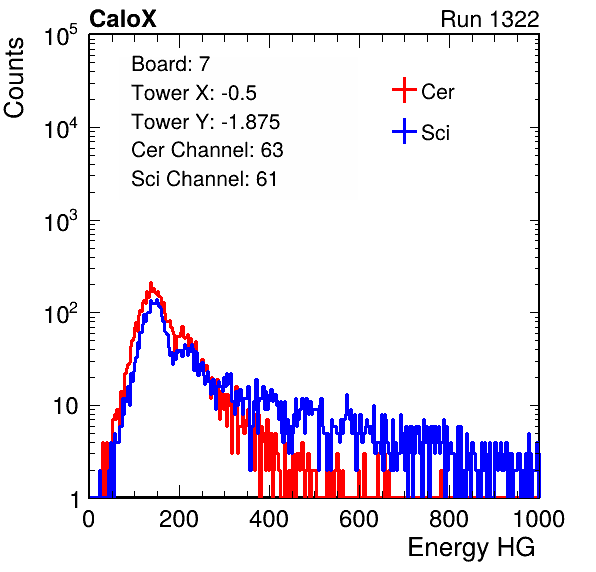 CaloX Run 1322
Counts
10^5
10^4
10^3
10^2
10
1
Board: 7
Tower X: -0.5
Tower Y: -1.875
Cer Channel: 63
Sci Channel: 61
Cer
Sci
0 200 400 600 800 1000
Energy HG